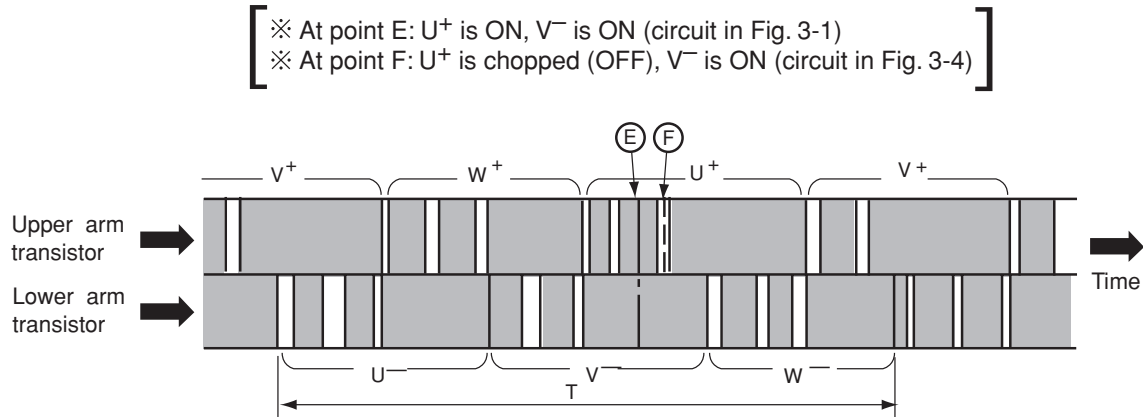 ※ At point E: U⁺ is ON, V⁻ is ON (circuit in Fig. 3-1)
※ At point F: U⁺ is chopped (OFF), V⁻ is ON (circuit in Fig. 3-4)
E F
V⁺ W⁺ U⁺ V⁺
Upper arm
transistor
Lower arm
transistor
Time
U⁻ V⁻ W⁻
T